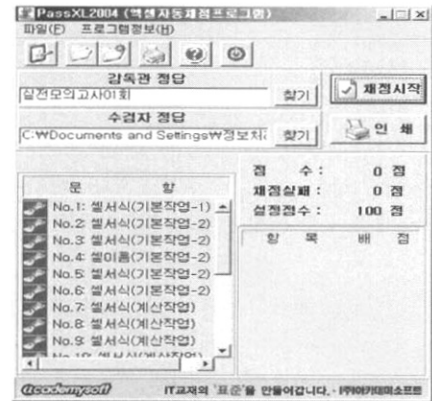 PassXL2004 (엑셀자동채점프로그램)
파일(F) 프로그램정보(H)
감독관 정답
실전모의고사01회
찾기
채점시작
수검자 정답
C:\Documents and Settings\정보처
찾기
인 쇄
문 항
No.1: 셀서식(기본작업-1)
No.2: 셀서식(기본작업-2)
No.3: 셀서식(기본작업-2)
No.4: 셀이름(기본작업-2)
No.5: 셀서식(기본작업-2)
No.6: 셀서식(기본작업-2)
No.7: 셀서식(계산작업)
No.8: 셀서식(계산작업)
No.9: 셀서식(계산작업)
점 수 : 0 점
채점실패 : 0 점
설정점수 : 100 점
항 목 배 점
academysoft
IT교재의 '표준'을 만들어갑니다. - (주)아카데미소프트